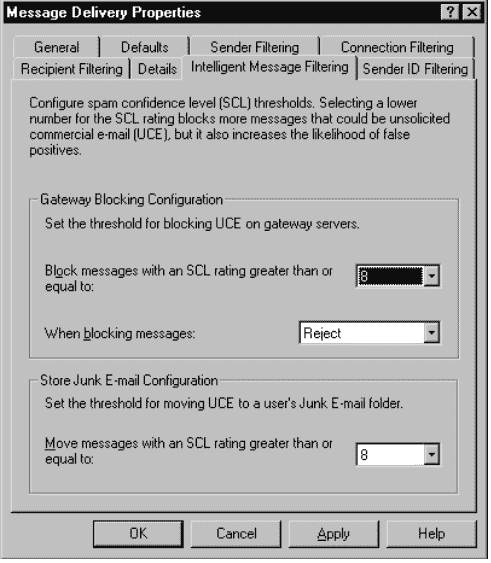 Message Delivery Properties
General Defaults Sender Filtering Connection Filtering
Recipient Filtering Details Intelligent Message Filtering Sender ID Filtering
Configure spam confidence level (SCL) thresholds. Selecting a lower
number for the SCL rating blocks more messages that could be unsolicited
commercial e-mail (UCE), but it also increases the likelihood of false
positives.
Gateway Blocking Configuration
Set the threshold for blocking UCE on gateway servers.
Block messages with an SCL rating greater than or
equal to:
8
When blocking messages: Reject
Store Junk E-mail Configuration
Set the threshold for moving UCE to a user's Junk E-mail folder.
Move messages with an SCL rating greater than or
equal to:
8
OK Cancel Apply Help